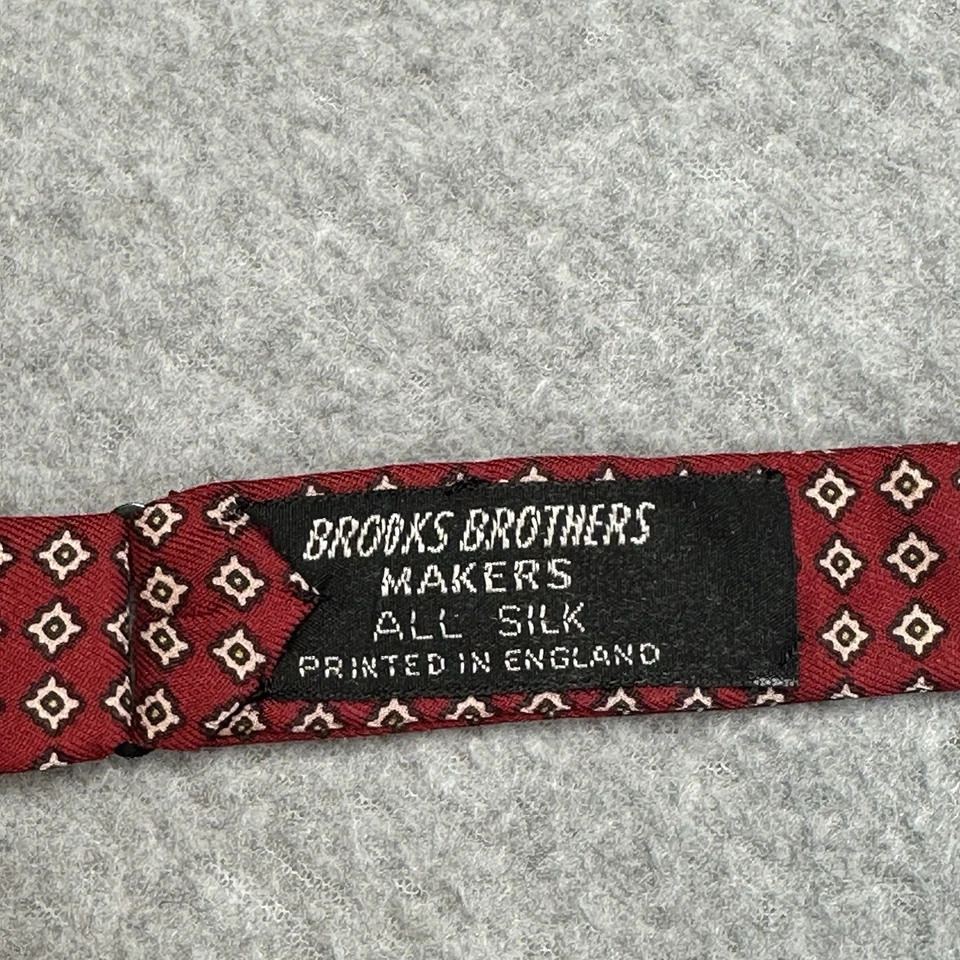 BROOKS BROTHERS
MAKERS
ALL SILK
PRINTED IN ENGLAND